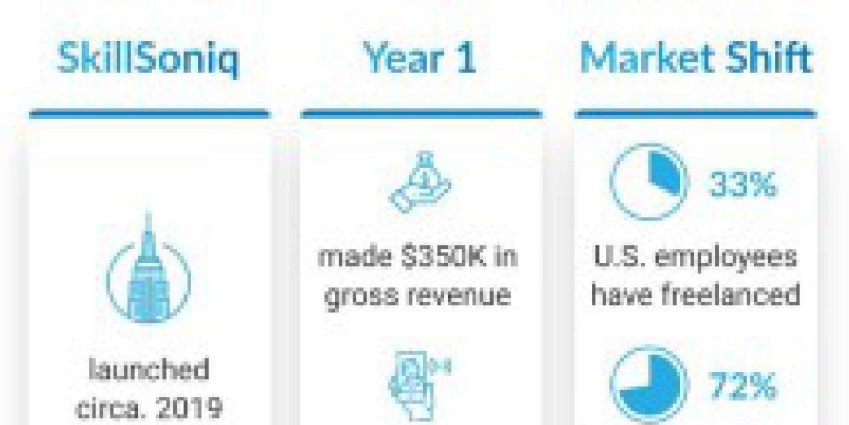 SkillSoniq
launched
circa. 2019
Year 1
made $350K in
gross revenue
Market Shift
33%
U.S. employees
have freelanced
72%